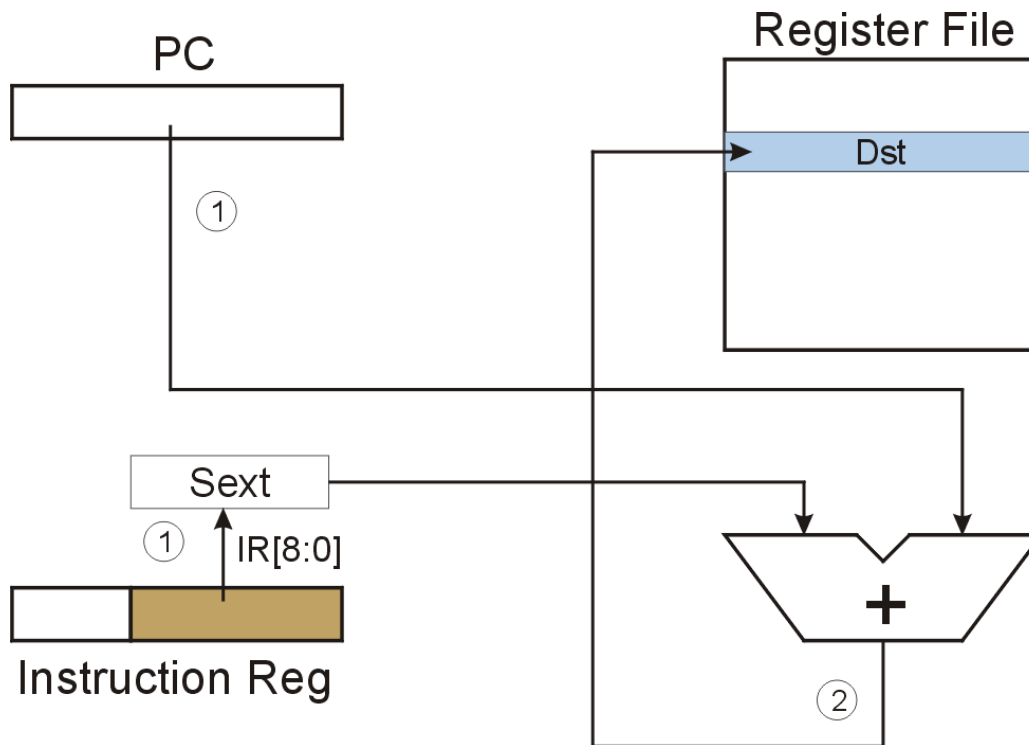 Register File
PC
Dst
1
Sext
1
IR[8:0]
+
Instruction Reg
2